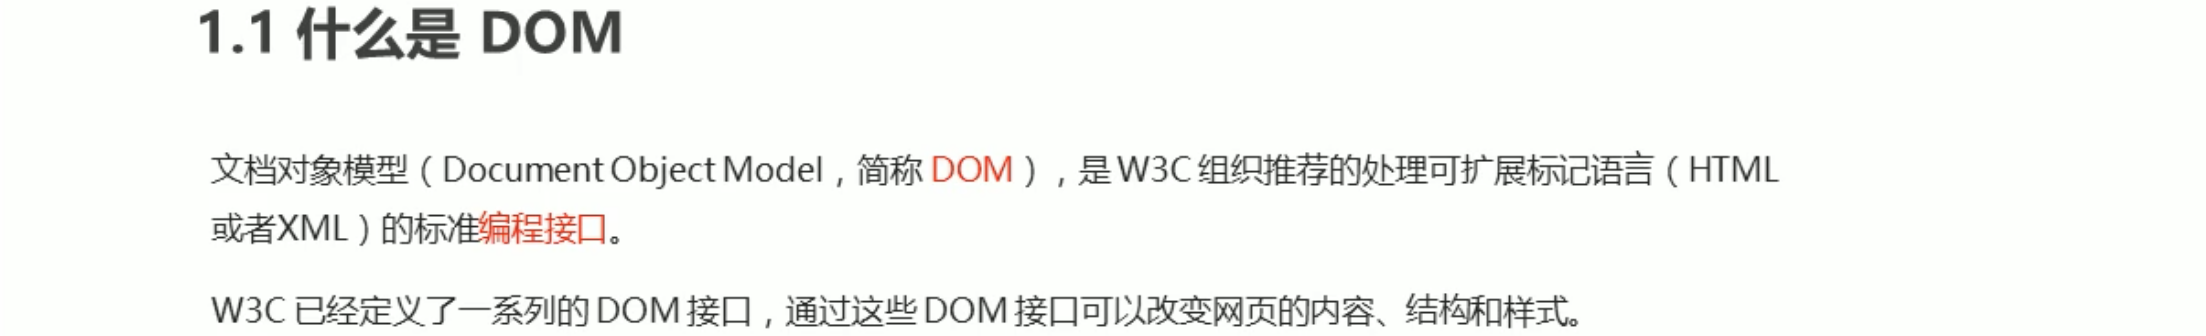 1.1 什么是 DOM
文档对象模型（Document Object Model，简称 DOM），是 W3C 组织推荐的处理可扩展标记语言（HTML
或者XML）的标准编程接口。
W3C 已经定义了一系列的 DOM 接口，通过这些 DOM 接口可以改变网页的内容、结构和样式。